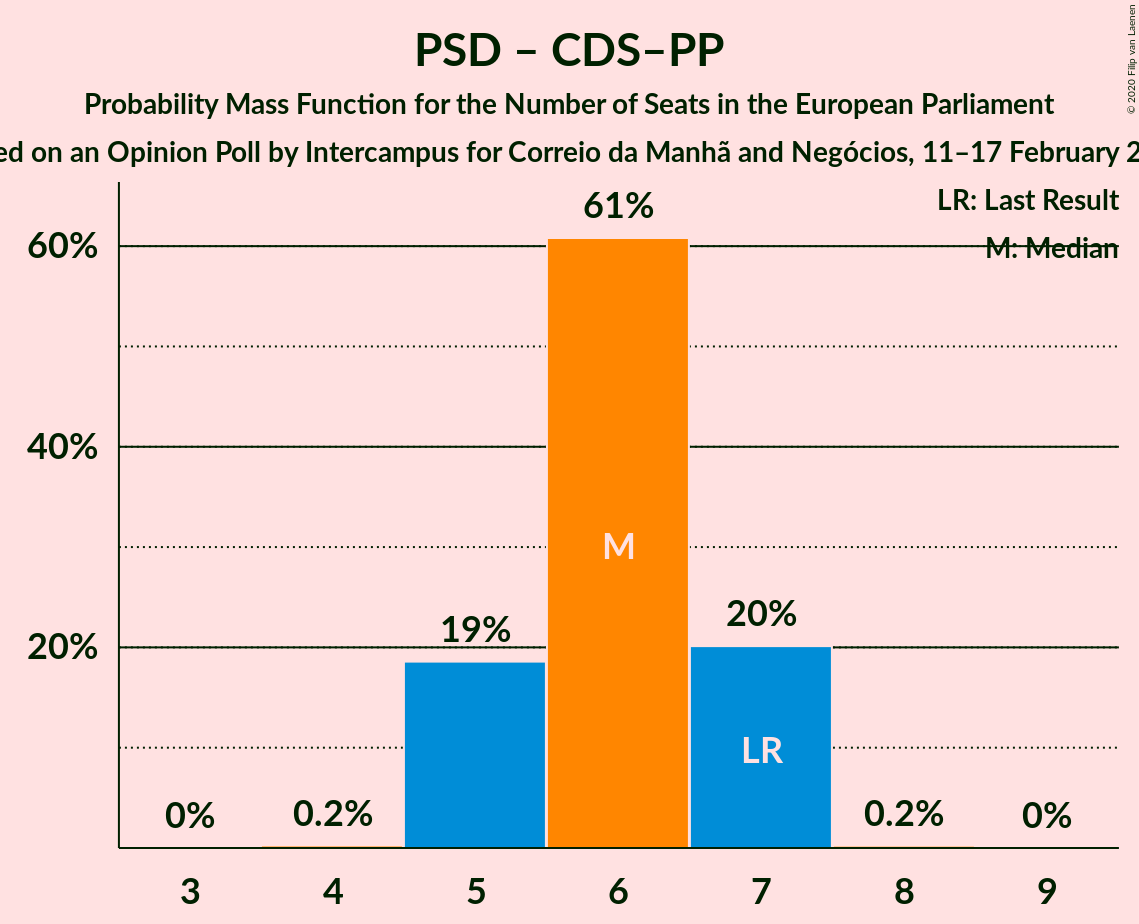 PSD – CDS–PP
Probability Mass Function for the Number of Seats in the European Parliament
ed on an Opinion Poll by Intercampus for Correio da Manhã and Negócios, 11–17 February 2
© 2020 Filip van Laenen
LR: Last Result
M: Median
60%
40%
20%
0%
0.2%
19%
61%
20%
0.2%
0%
M
LR
3 4 5 6 7 8 9